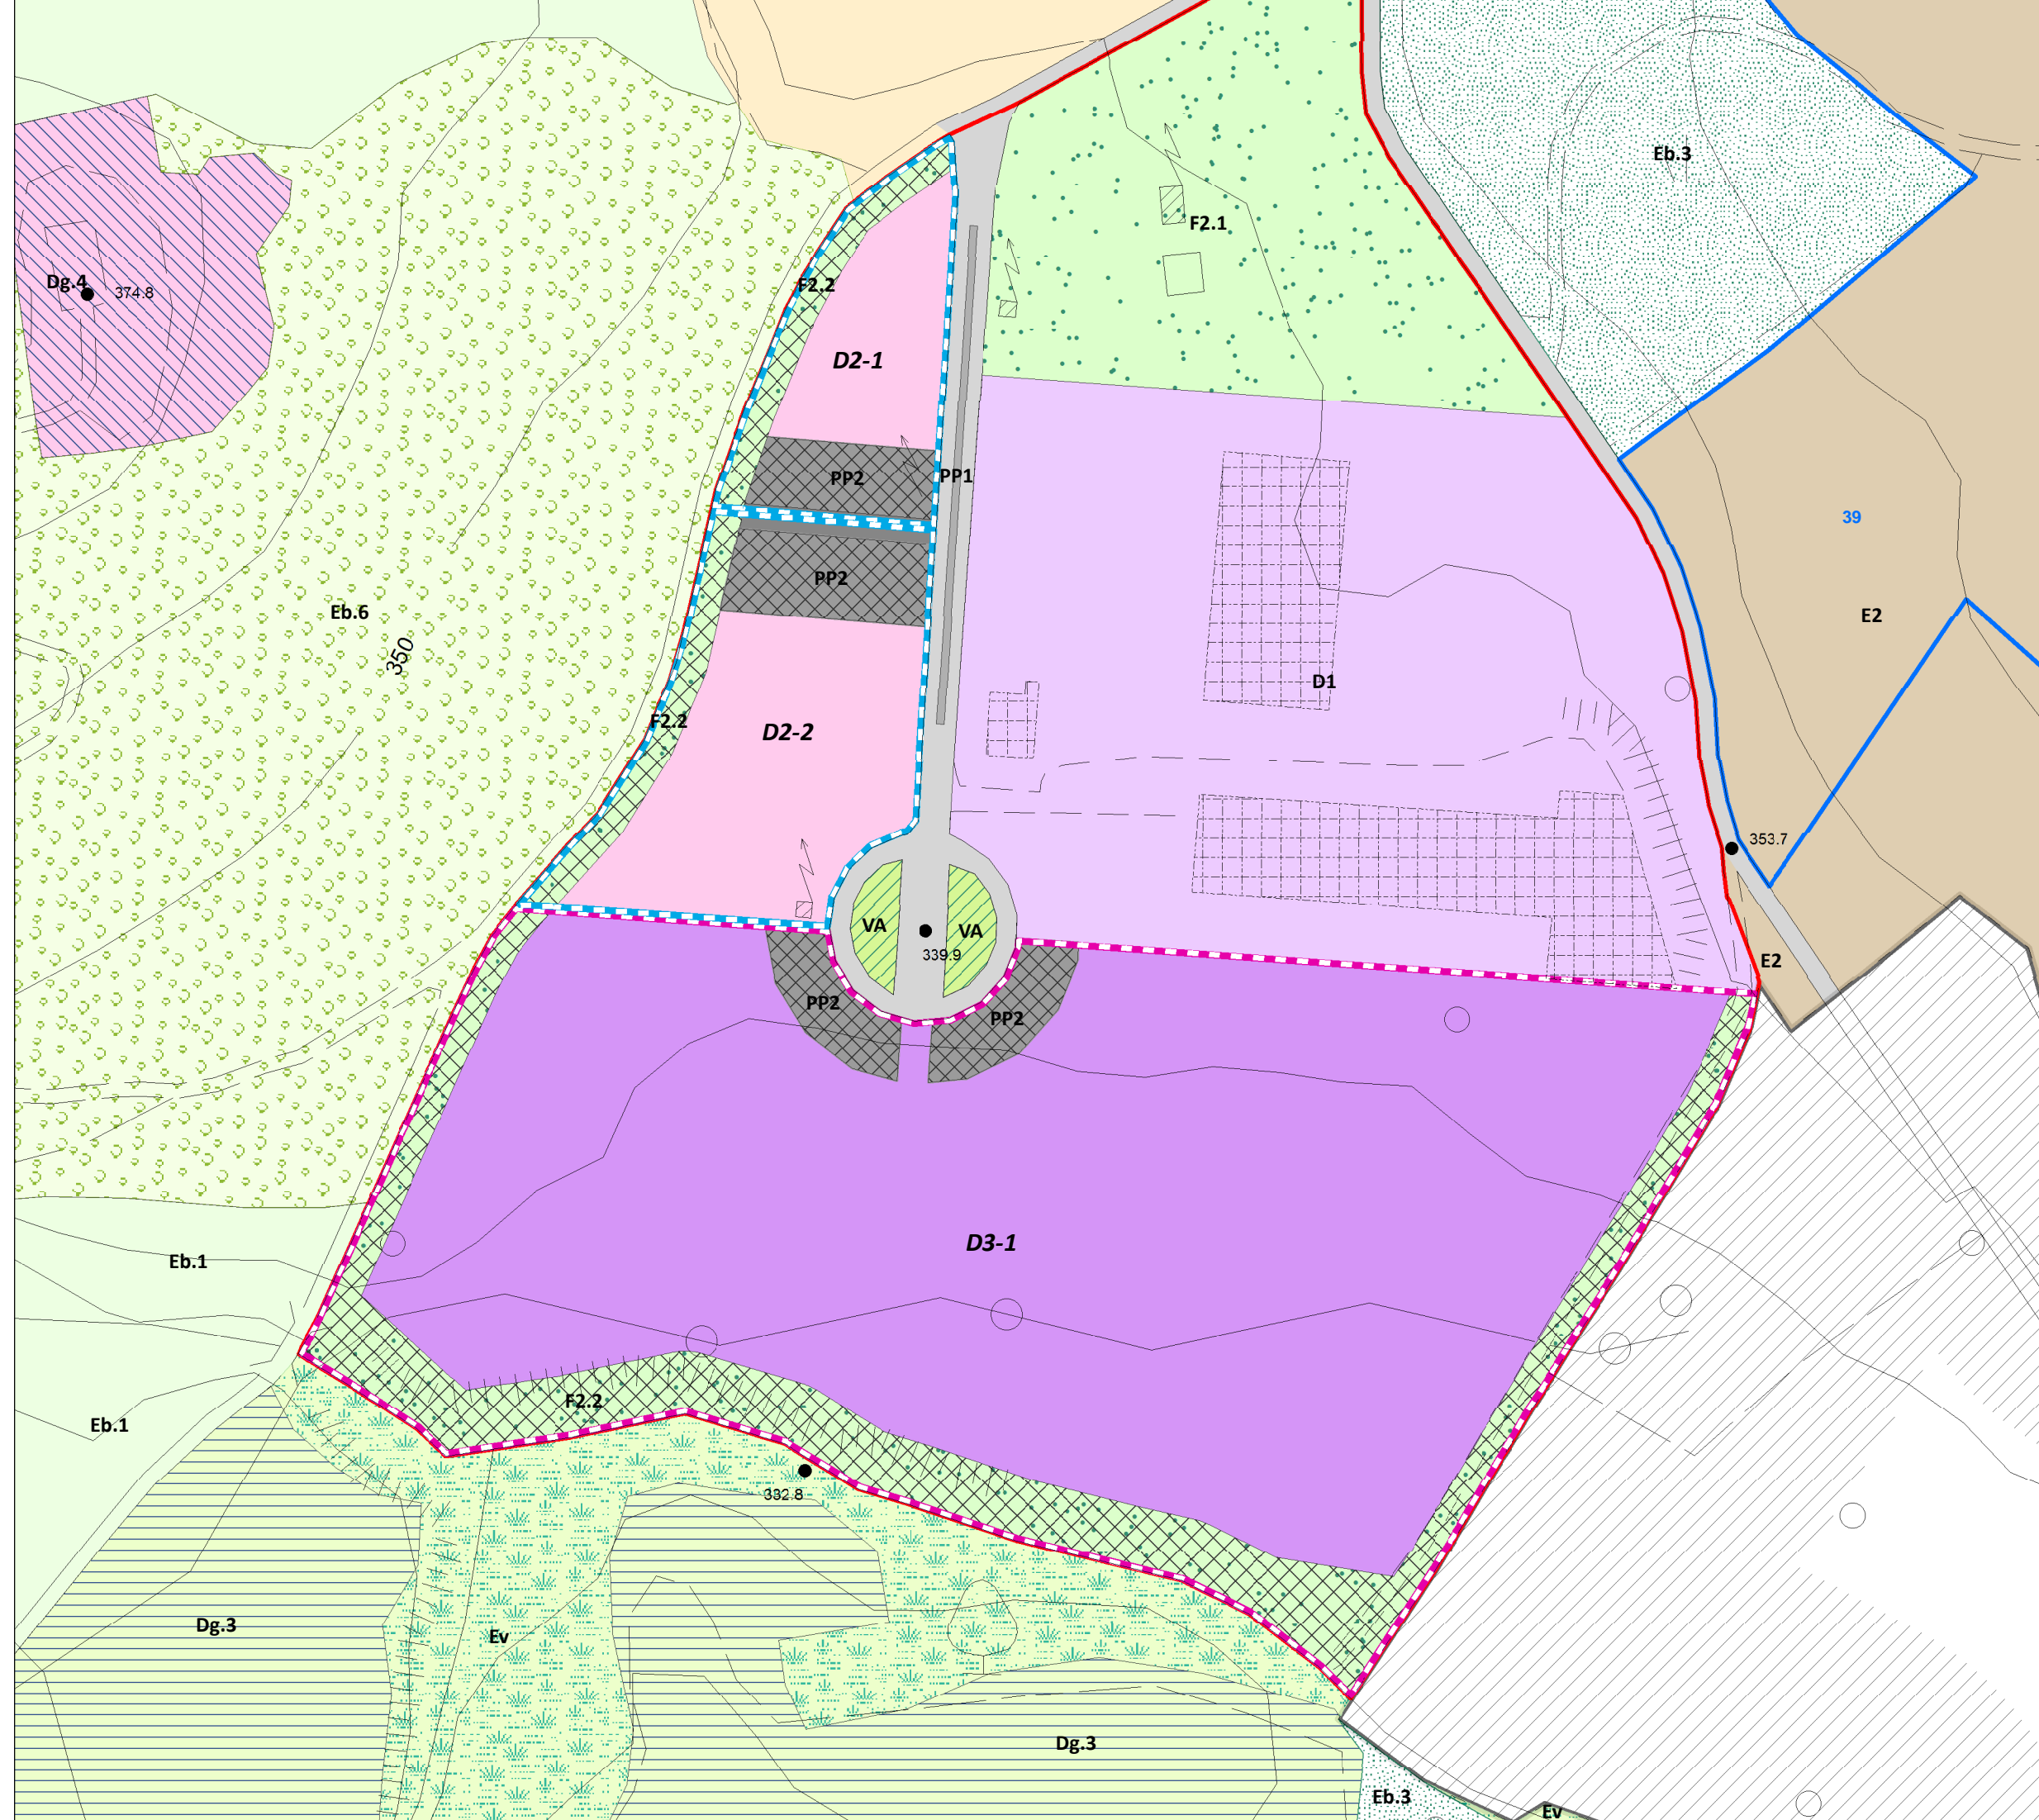 Eb.3
F2.1
Dg.4
374.8
F2.2
D2-1
PP2
PP1
39
PP2
Eb.6
E2
350
D1
F2.2
D2-2
353.7
VA
VA
339.9
E2
PP2
PP2
D3-1
Eb.1
F2.2
Eb.1
332.8
Dg.3
Ev
Dg.3
Eb.3
Ev